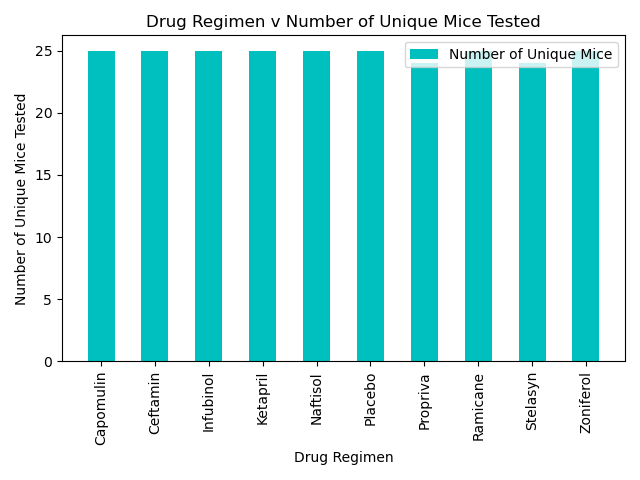 Drug Regimen v Number of Unique Mice Tested
Number of Unique Mice
Number of Unique Mice Tested
25
20
15
10
5
0
Capomulin
Ceftamin
Infubinol
Ketapril
Naftisol
Placebo
Propriva
Ramicane
Stelasyn
Zoniferol
Drug Regimen